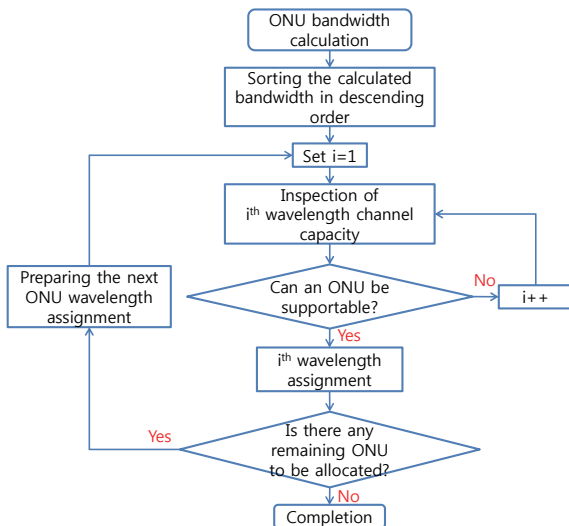 ONU bandwidth
calculation
Sorting the calculated
bandwidth in descending
order
Set i=1
Inspection of
iᵗʰ wavelength channel
capacity
Preparing the next
ONU wavelength
assignment
Can an ONU be
supportable?
No
i++
Yes
iᵗʰ wavelength
assignment
Yes
Is there any
remaining ONU
to be allocated?
No
Completion